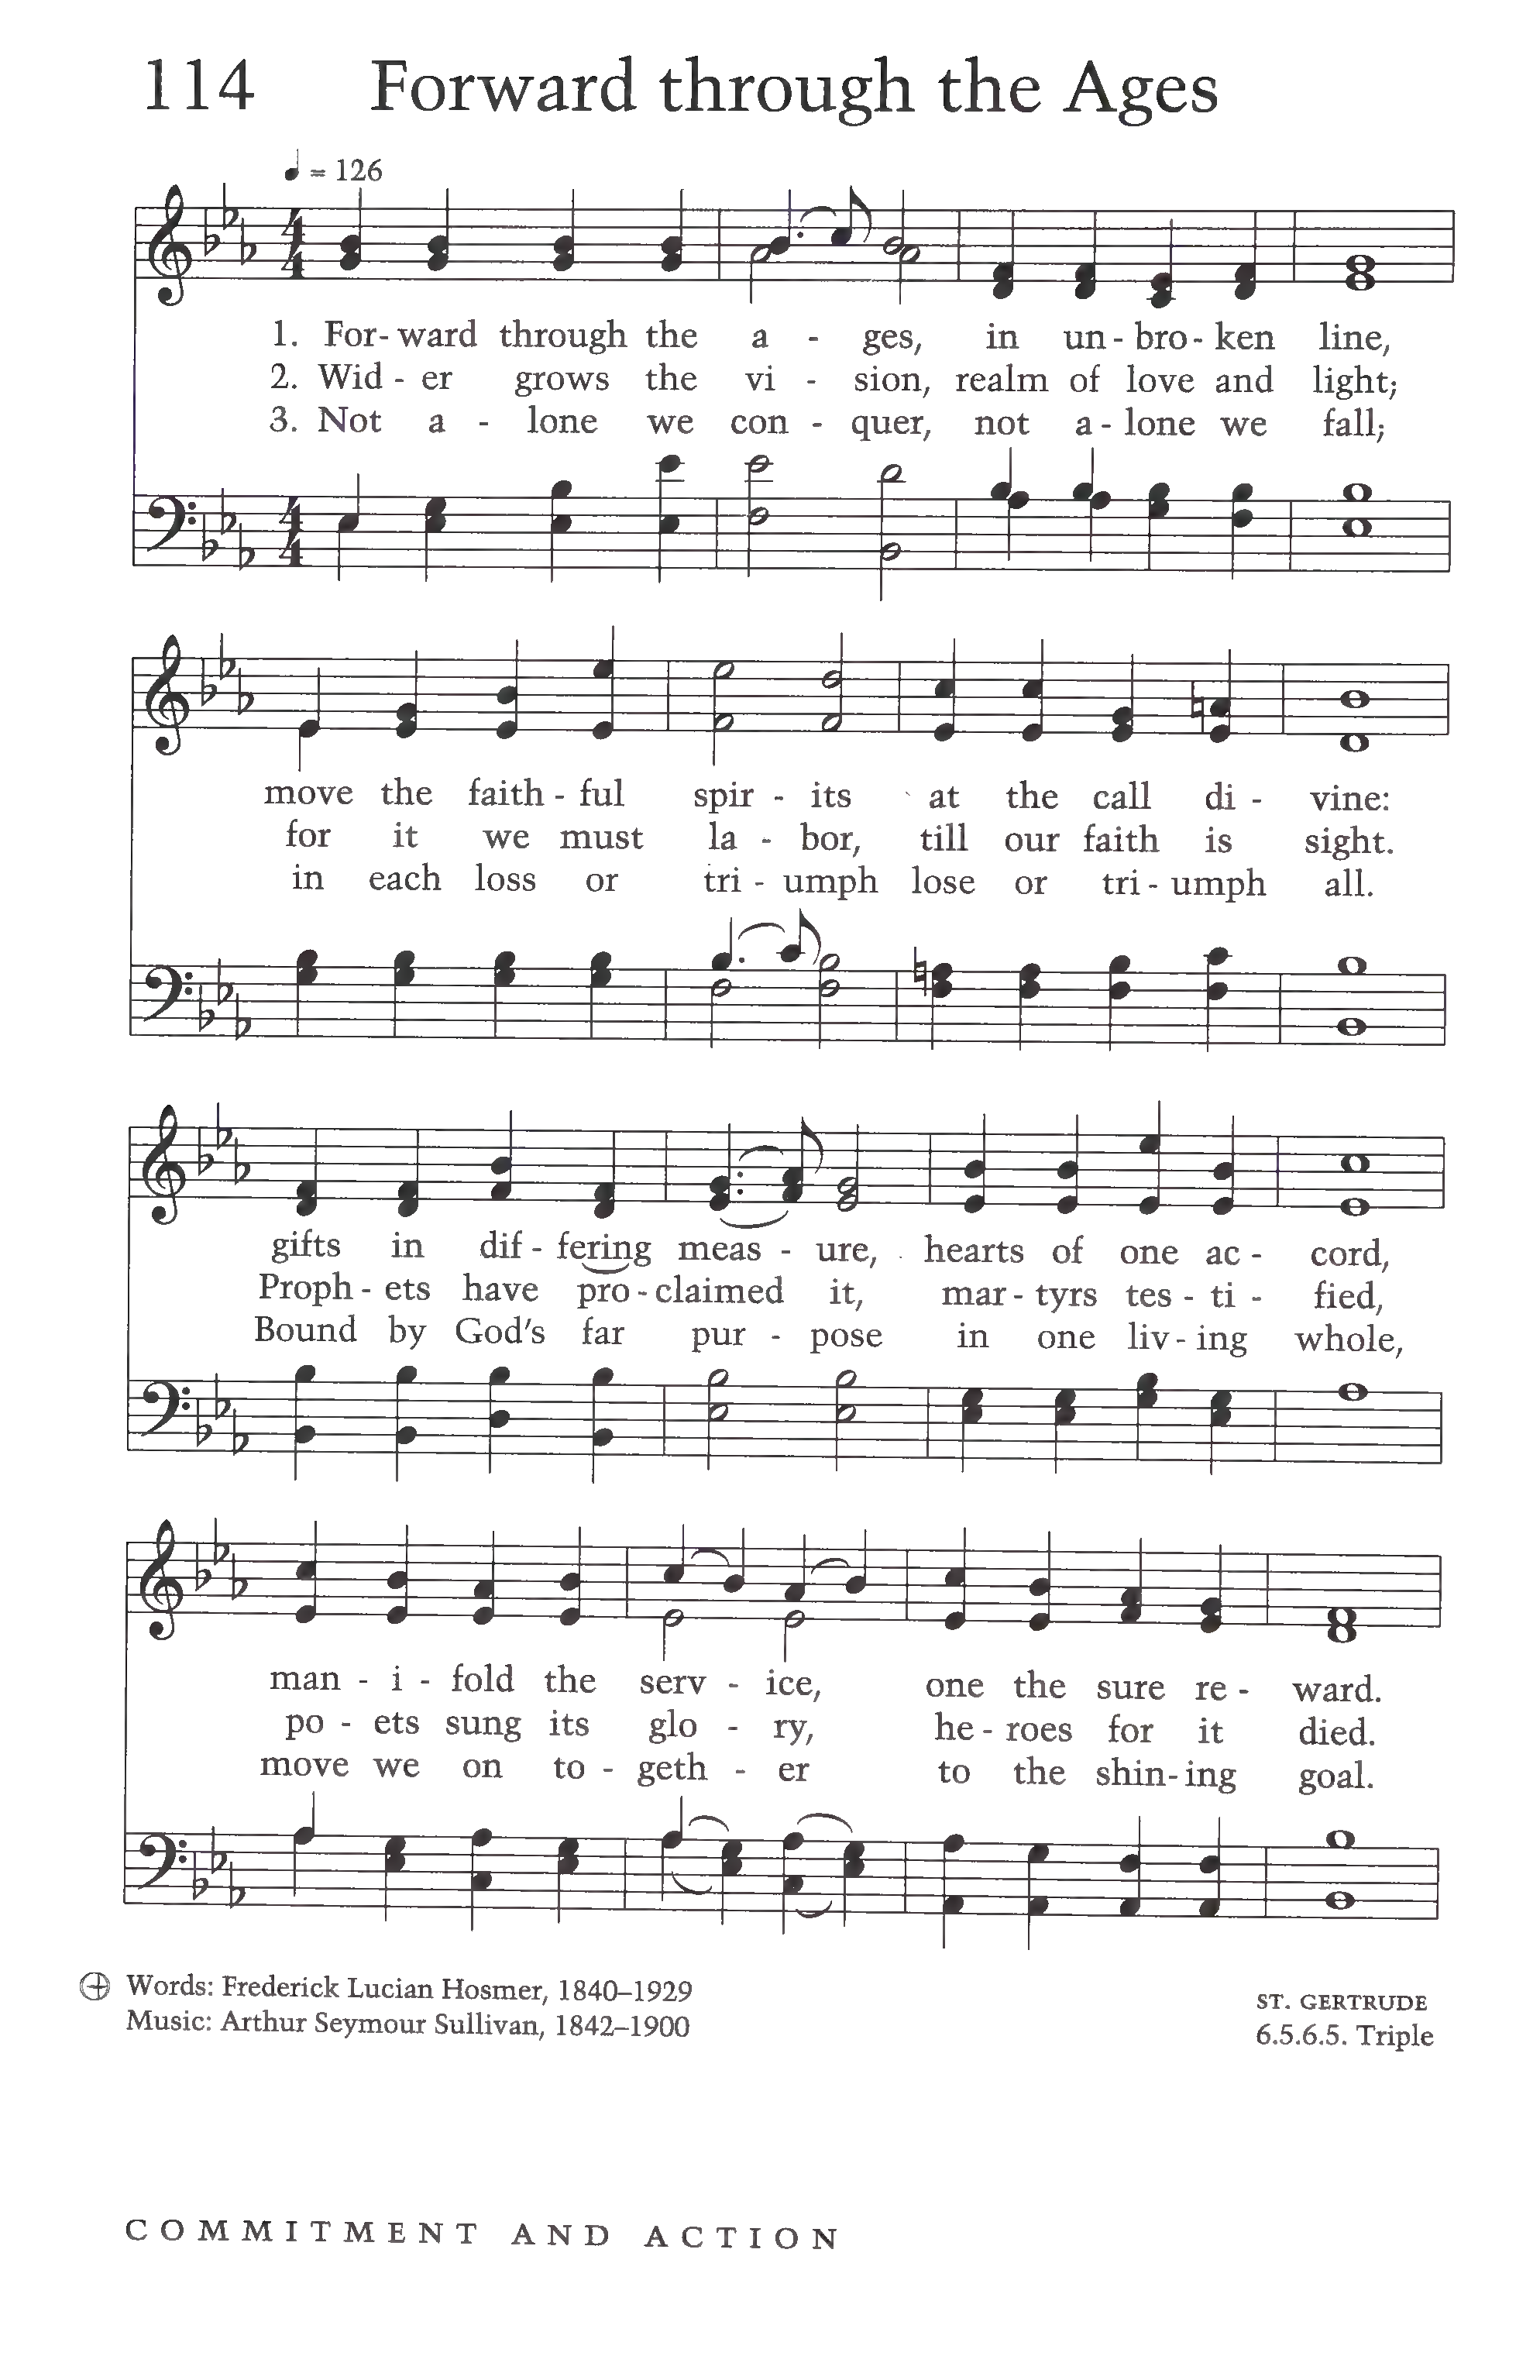 114 Forward through the Ages
♩ = 126
4 4
1. For- ward through the a - ges, in un - bro - ken line,
2. Wid - er grows the vi - sion, realm of love and light;
3. Not a - lone we con - quer, not a - lone we fall;
4 4
move the faith - ful spir - its at the call di - vine:
for it we must la - bor, till our faith is sight.
in each loss or tri - umph lose or tri - umph all.
gifts in dif - fering meas - ure, hearts of one ac - cord,
Proph - ets have pro - claimed it, mar - tyrs tes - ti - fied,
Bound by God's far pur - pose in one liv - ing whole,
man - i - fold the serv - ice, one the sure re - ward.
po - ets sung its glo - ry, he - roes for it died.
move we on to - geth - er to the shin - ing goal.
Words: Frederick Lucian Hosmer, 1840–1929
Music: Arthur Seymour Sullivan, 1842–1900
ST. GERTRUDE
6.5.6.5. Triple
COMMITMENT AND ACTION